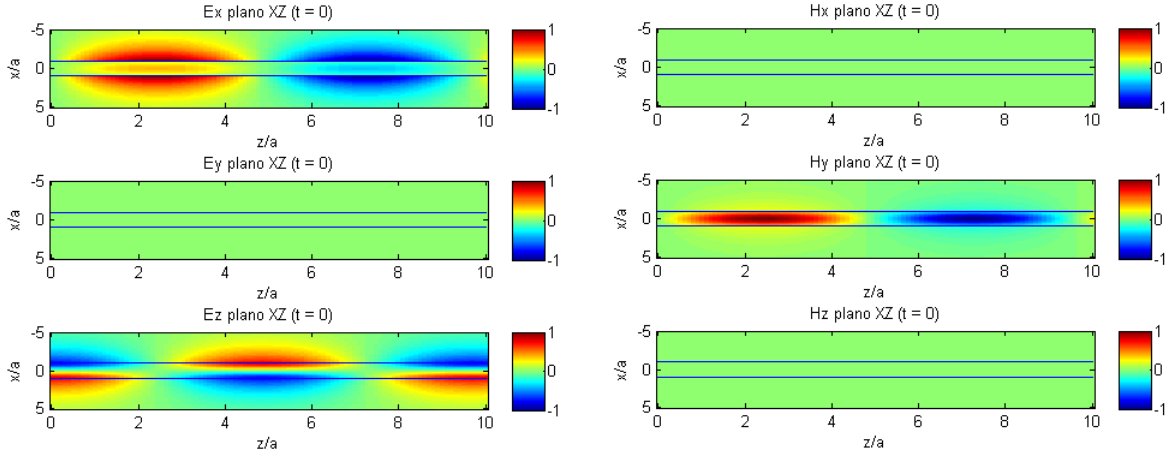 Ex plano XZ (t = 0)
-5
0
5
x/a
0 2 4 6 8 10
z/a
1
0
-1
Ey plano XZ (t = 0)
-5
0
5
x/a
0 2 4 6 8 10
z/a
1
0
-1
Ez plano XZ (t = 0)
-5
0
5
x/a
0 2 4 6 8 10
z/a
1
0
-1
Hx plano XZ (t = 0)
-5
0
5
x/a
0 2 4 6 8 10
z/a
1
0
-1
Hy plano XZ (t = 0)
-5
0
5
x/a
0 2 4 6 8 10
z/a
1
0
-1
Hz plano XZ (t = 0)
-5
0
5
x/a
0 2 4 6 8 10
z/a
1
0
-1